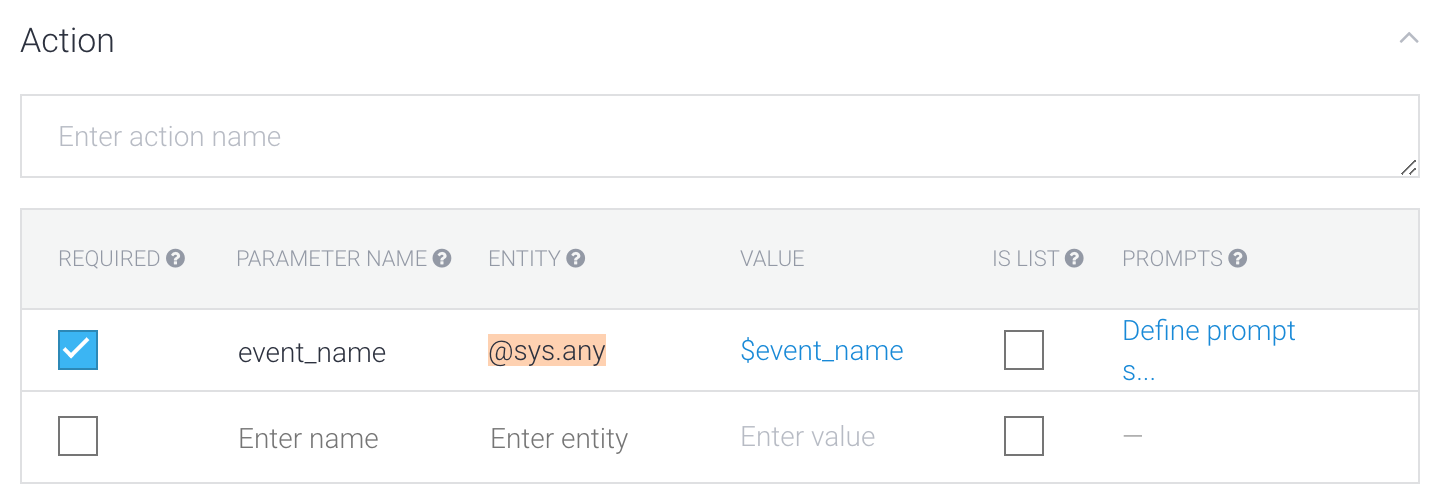 Action
Enter action name
REQUIRED PARAMETER NAME ENTITY VALUE IS LIST PROMPTS
event_name @sys.any $event_name Define prompt
s...
Enter name Enter entity Enter value —